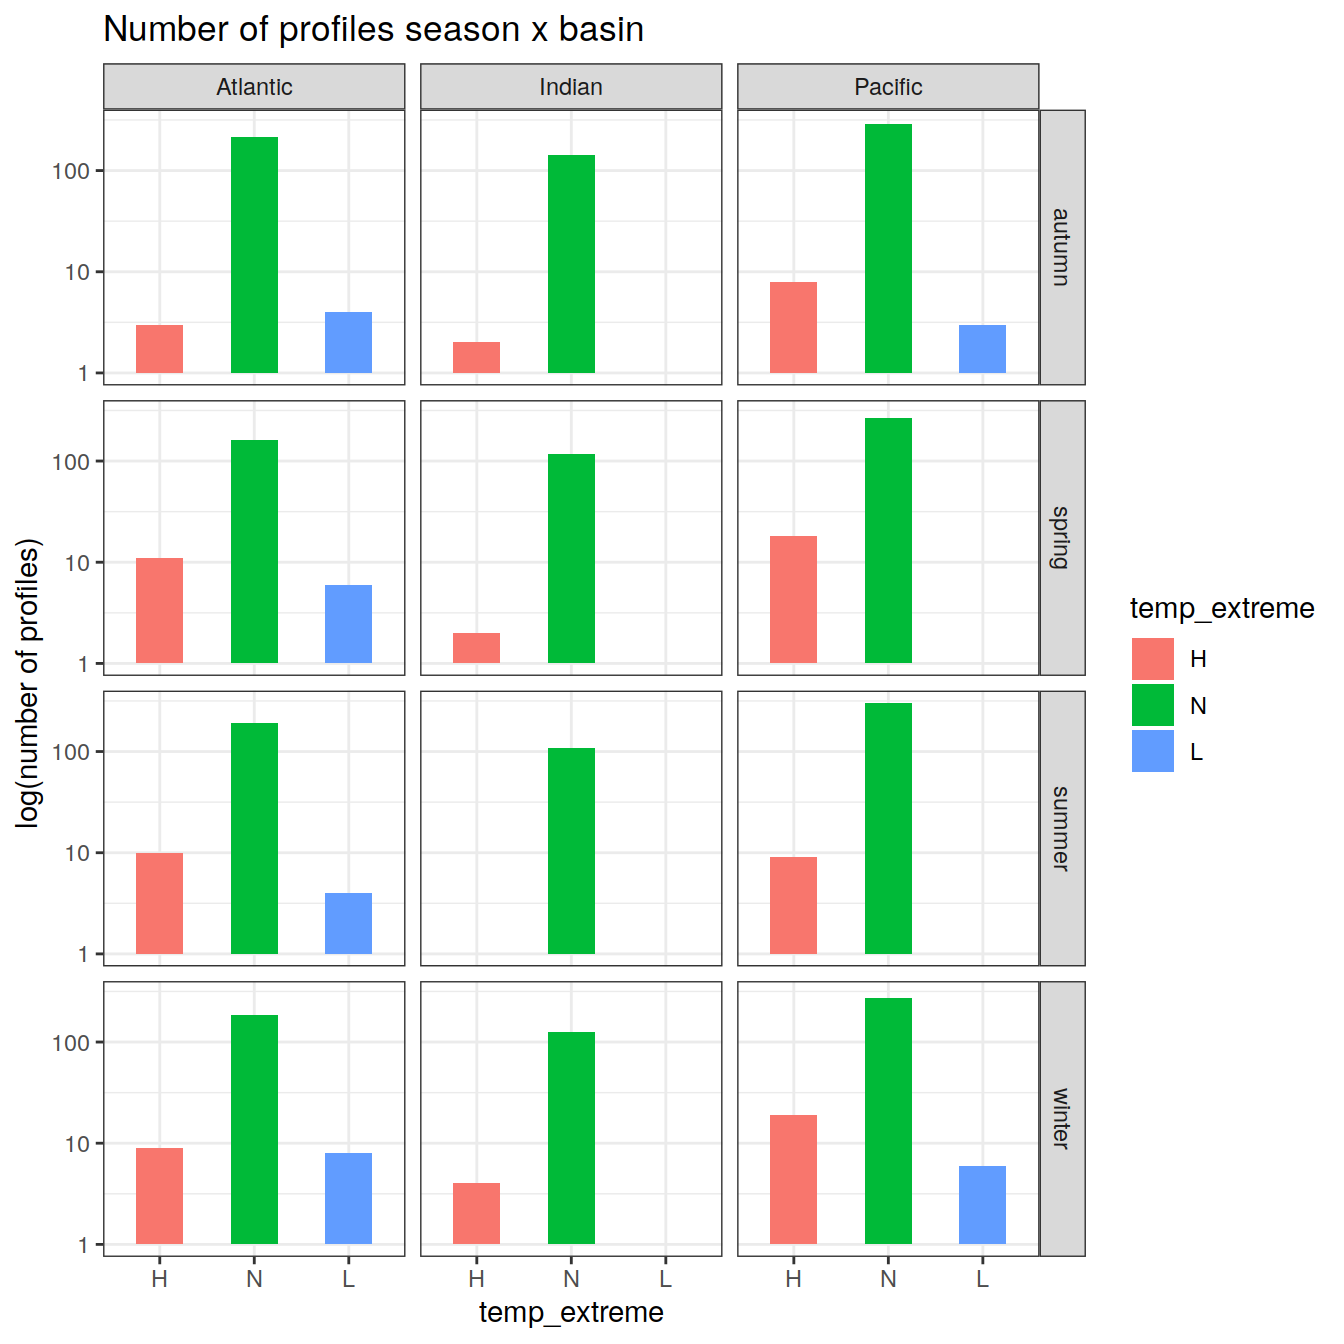 Number of profiles season x basin
Atlantic Indian Pacific
100
10
1
autumn
100
10
1
spring
100
10
1
summer
100
10
1
winter
H N L H N L H N L
temp_extreme
log(number of profiles)
temp_extreme
H
N
L